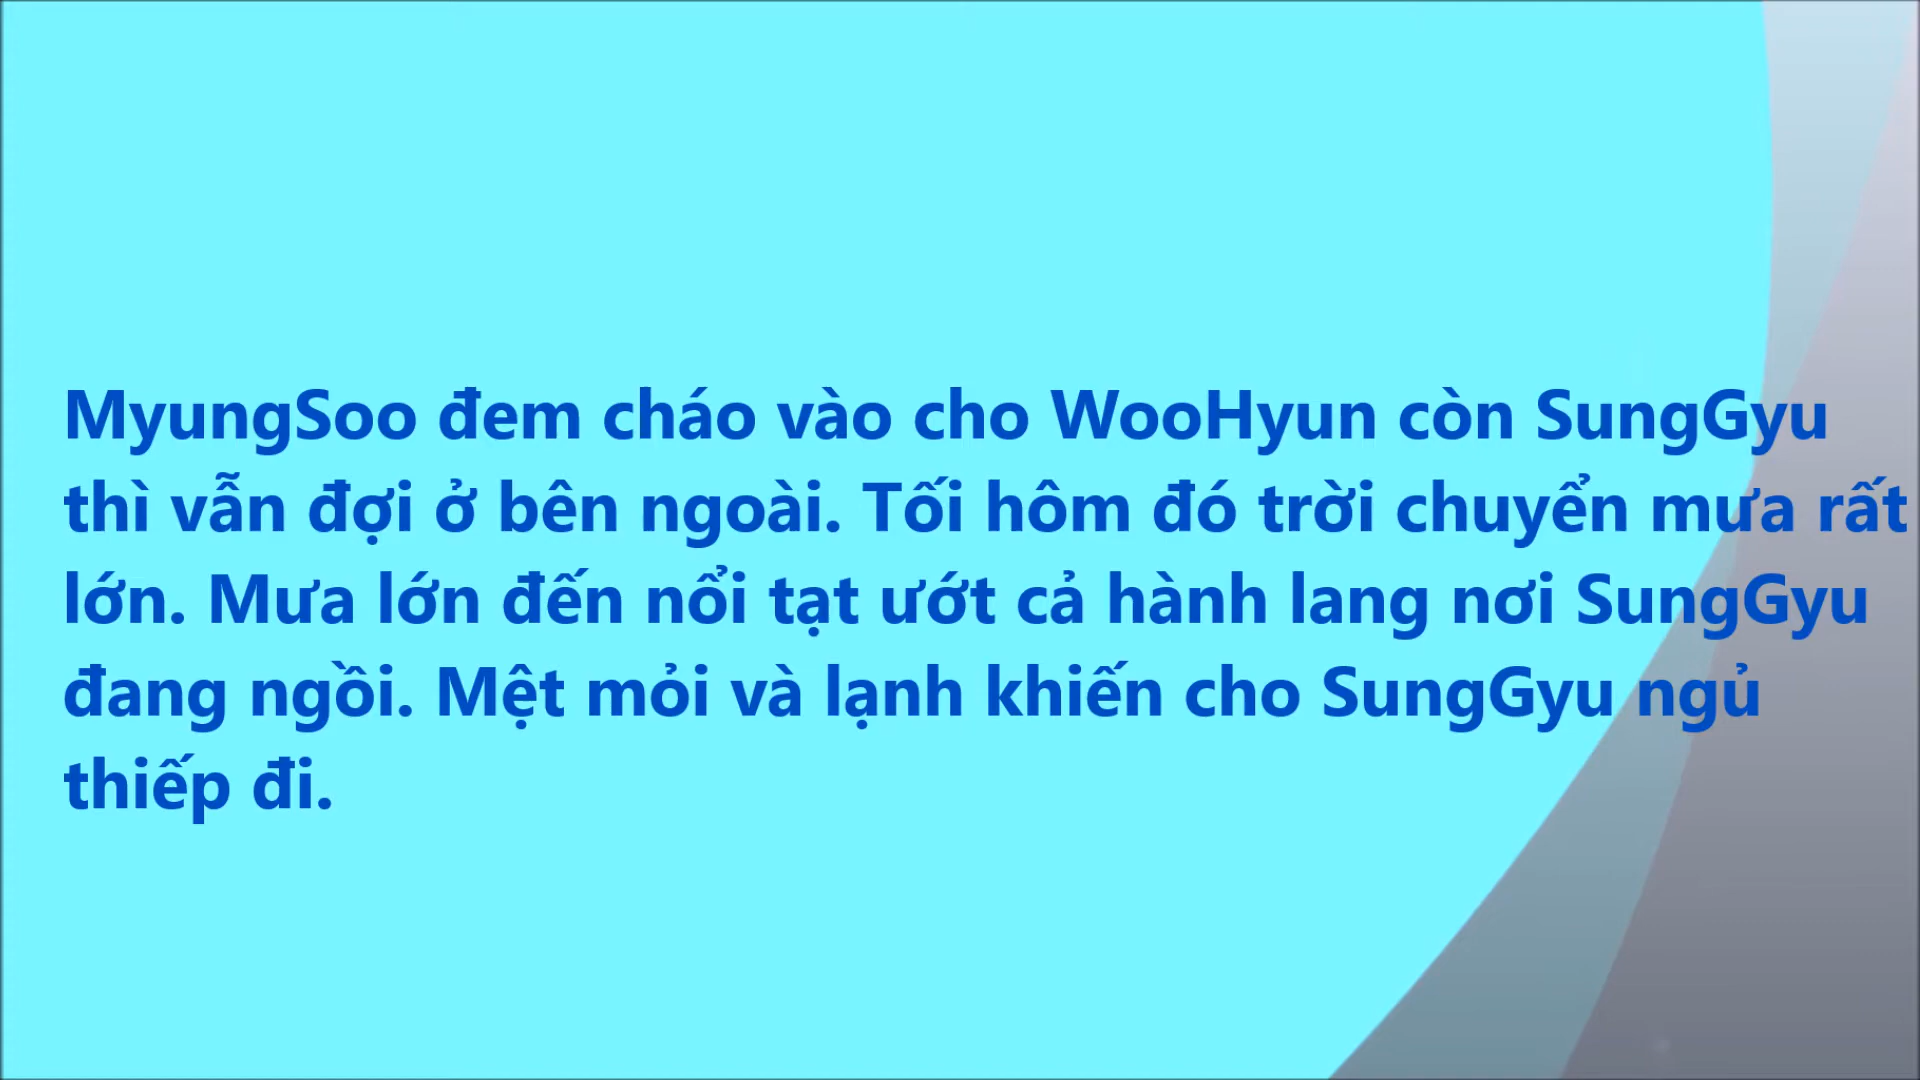 MyungSoo đem cháo vào cho WooHyun còn SungGyu
thì vẫn đợi ở bên ngoài. Tối hôm đó trời chuyển mưa rất
lớn. Mưa lớn đến nổi tạt ướt cả hành lang nơi SungGyu
đang ngồi. Mệt mỏi và lạnh khiến cho SungGyu ngủ
thiếp đi.